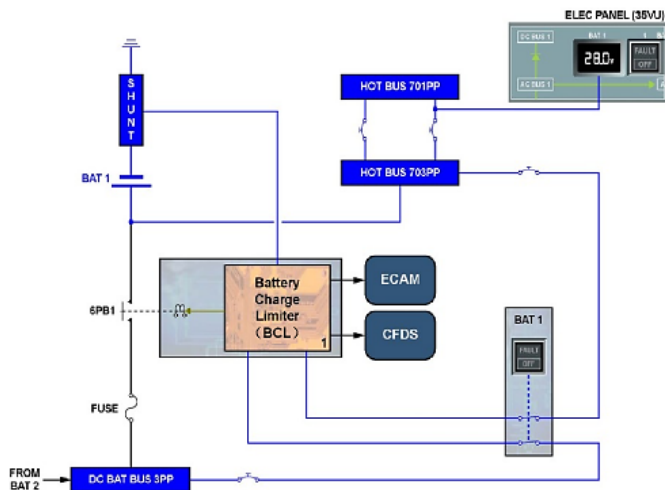 ELEC PANEL (35VU)
DC BUS 1
BAT 1
1
28.0V
FAULT
OFF
AC BUS 1
SHUNT
HOT BUS 701PP
BAT 1
HOT BUS 703PP
Battery
Charge
Limiter
(BCL)
1
ECAM
CFDS
6PB1
BAT 1
FAULT
OFF
FUSE
FROM
BAT 2
DC BAT BUS 3PP